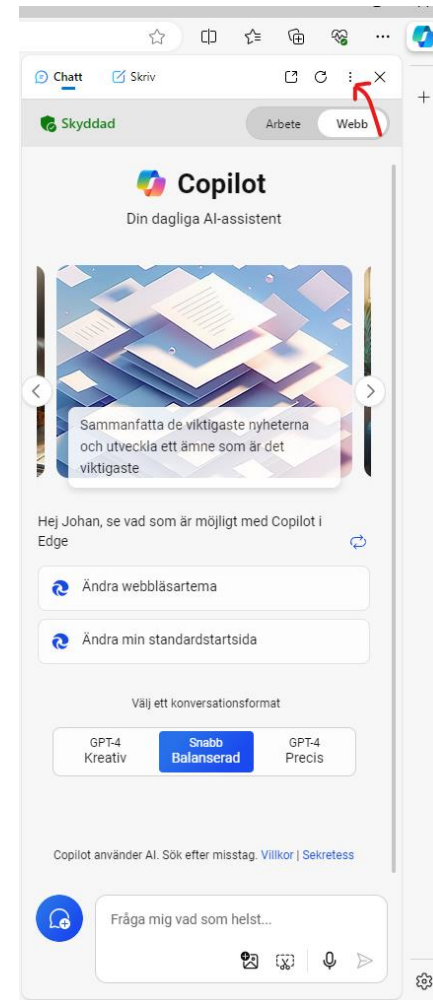 Chatt
Skriv
Skyddad
Arbete
Webb
Copilot
Din dagliga AI-assistent
Sammanfatta de viktigaste nyheterna
och utveckla ett ämne som är det
viktigaste
Hej Johan, se vad som är möjligt med Copilot i
Edge
Ändra webbläsartema
Ändra min standardstartsida
Välj ett konversationsformat
GPT-4
Kreativ
Snabb
Balanserad
GPT-4
Precis
Copilot använder AI. Sök efter misstag. Villkor | Sekretess
Fråga mig vad som helst...